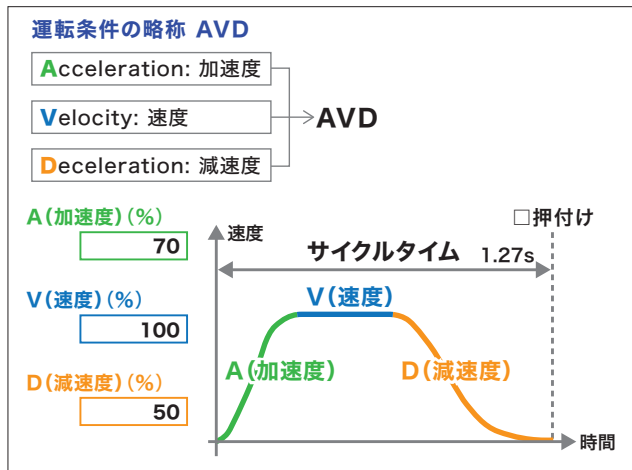 運転条件の略称 AVD
Acceleration: 加速度
Velocity: 速度
Deceleration: 減速度
AVD
A(加速度)(%)
70
V(速度)(%)
100
D(減速度)(%)
50
速度
□押付け
サイクルタイム 1.27s
V(速度)
A(加速度)
D(減速度)
時間